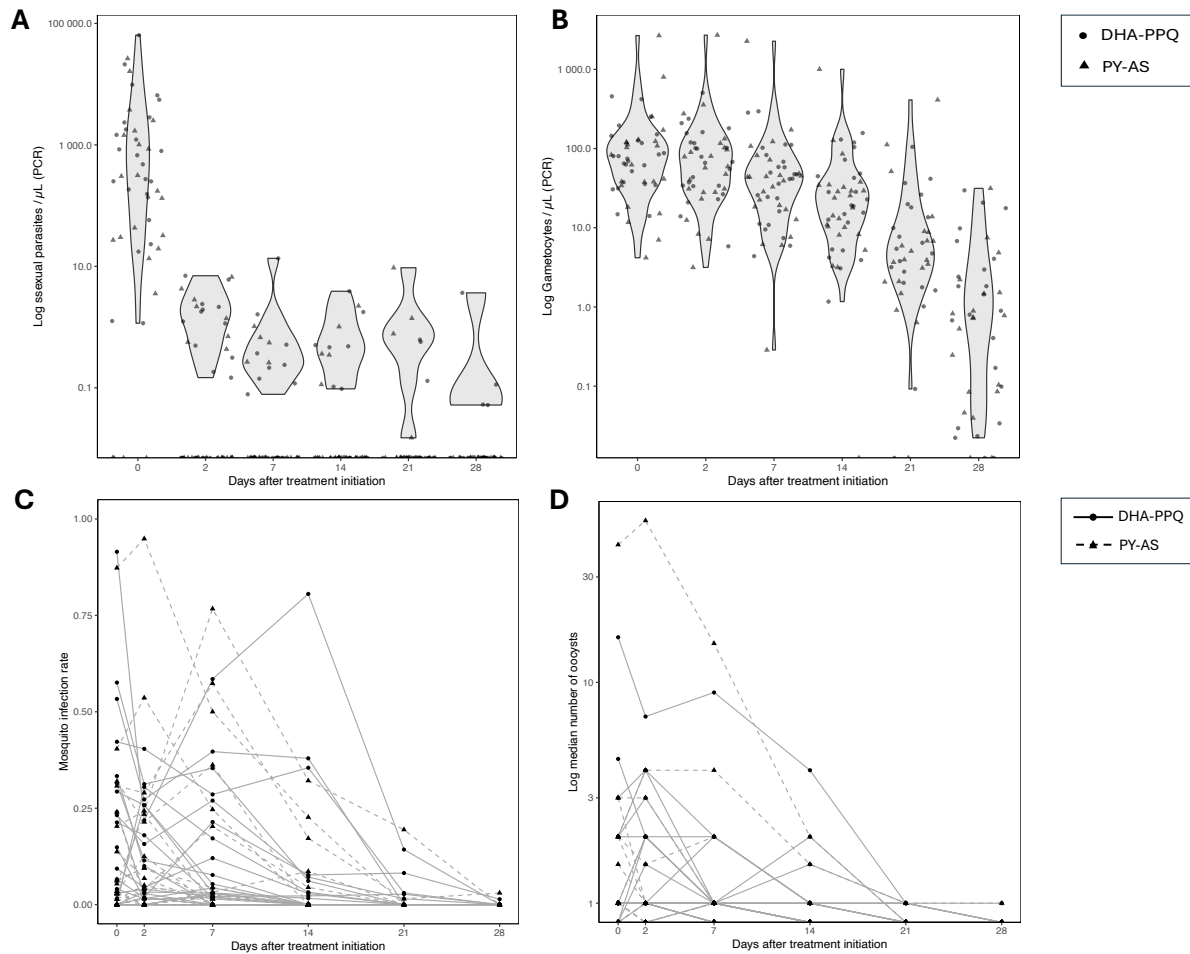 A
B
DHA-PPQ
PY-AS
Log ssexual parasites / µL (PCR)
100 000.0
1 000.0
10.0
0.1
0
2
7
14
21
28
Days after treatment initiation
Log Gametocytes / µL (PCR)
1 000.0
100.0
10.0
1.0
0.1
0
2
7
14
21
28
Days after treatment initiation
C
D
DHA-PPQ
PY-AS
Mosquito infection rate
1.00
0.75
0.50
0.25
0.00
0
2
7
14
21
28
Days after treatment initiation
Log median number of oocysts
30
10
3
1
0
2
7
14
21
28
Days after treatment initiation